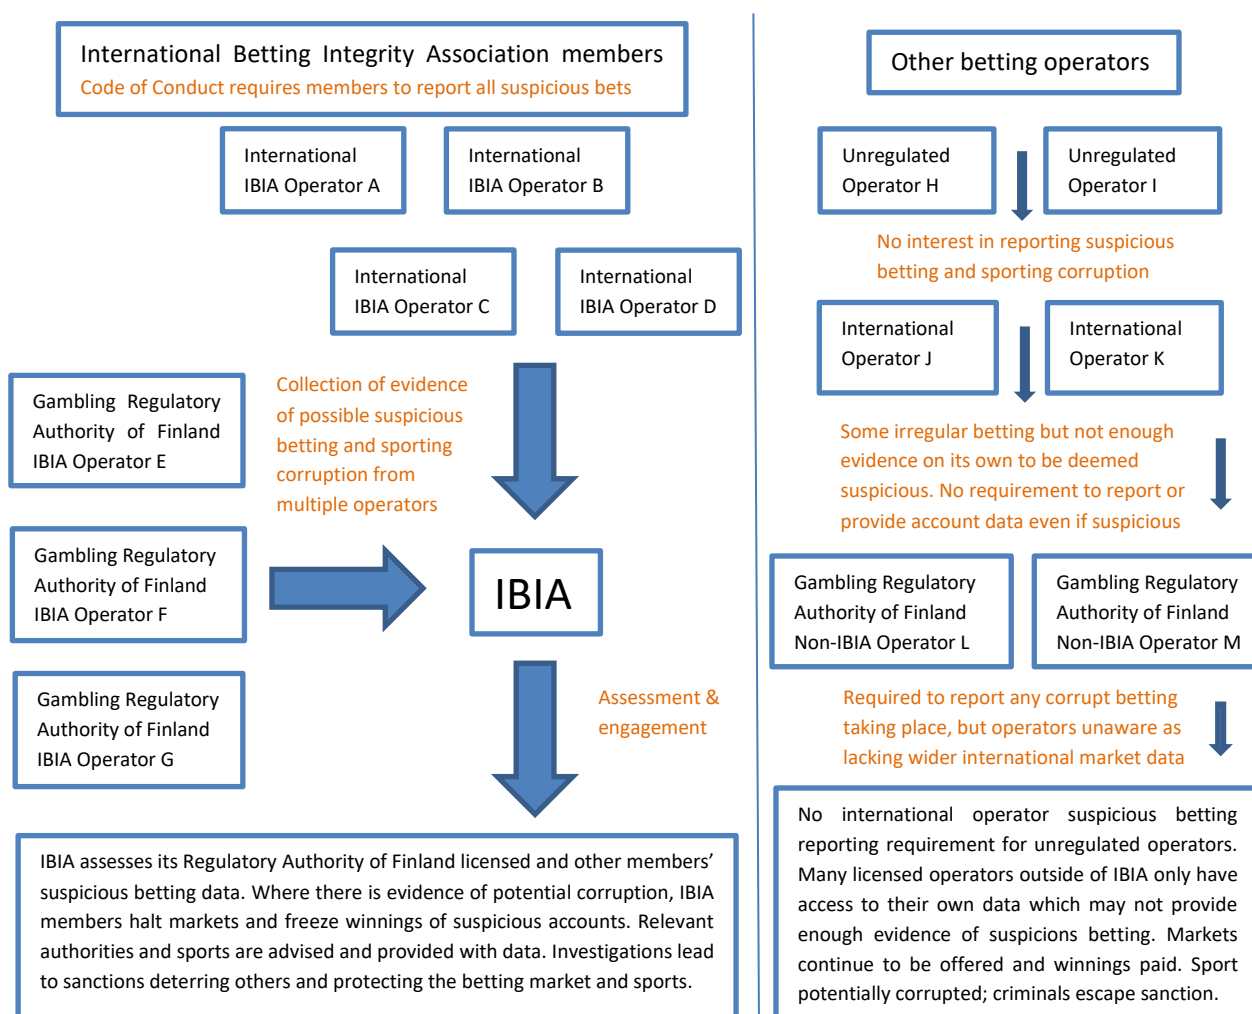 International Betting Integrity Association members
Code of Conduct requires members to report all suspicious bets
International
IBIA Operator A
International
IBIA Operator B
International
IBIA Operator C
International
IBIA Operator D
Gambling Regulatory
Authority of Finland
IBIA Operator E
Collection of evidence
of possible suspicious
betting and sporting
corruption from
multiple operators
Gambling Regulatory
Authority of Finland
IBIA Operator F
IBIA
Gambling Regulatory
Authority of Finland
IBIA Operator G
Assessment &
engagement
IBIA assesses its Regulatory Authority of Finland licensed and other members’
suspicious betting data. Where there is evidence of potential corruption, IBIA
members halt markets and freeze winnings of suspicious accounts. Relevant
authorities and sports are advised and provided with data. Investigations lead
to sanctions deterring others and protecting the betting market and sports.
Other betting operators
Unregulated
Operator H
Unregulated
Operator I
No interest in reporting suspicious
betting and sporting corruption
International
Operator J
International
Operator K
Some irregular betting but not enough
evidence on its own to be deemed
suspicious. No requirement to report or
provide account data even if suspicious
Gambling Regulatory
Authority of Finland
Non-IBIA Operator L
Gambling Regulatory
Authority of Finland
Non-IBIA Operator M
Required to report any corrupt betting
taking place, but operators unaware as
lacking wider international market data
No international operator suspicious betting
reporting requirement for unregulated operators.
Many licensed operators outside of IBIA only have
access to their own data which may not provide
enough evidence of suspicions betting. Markets
continue to be offered and winnings paid. Sport
potentially corrupted; criminals escape sanction.